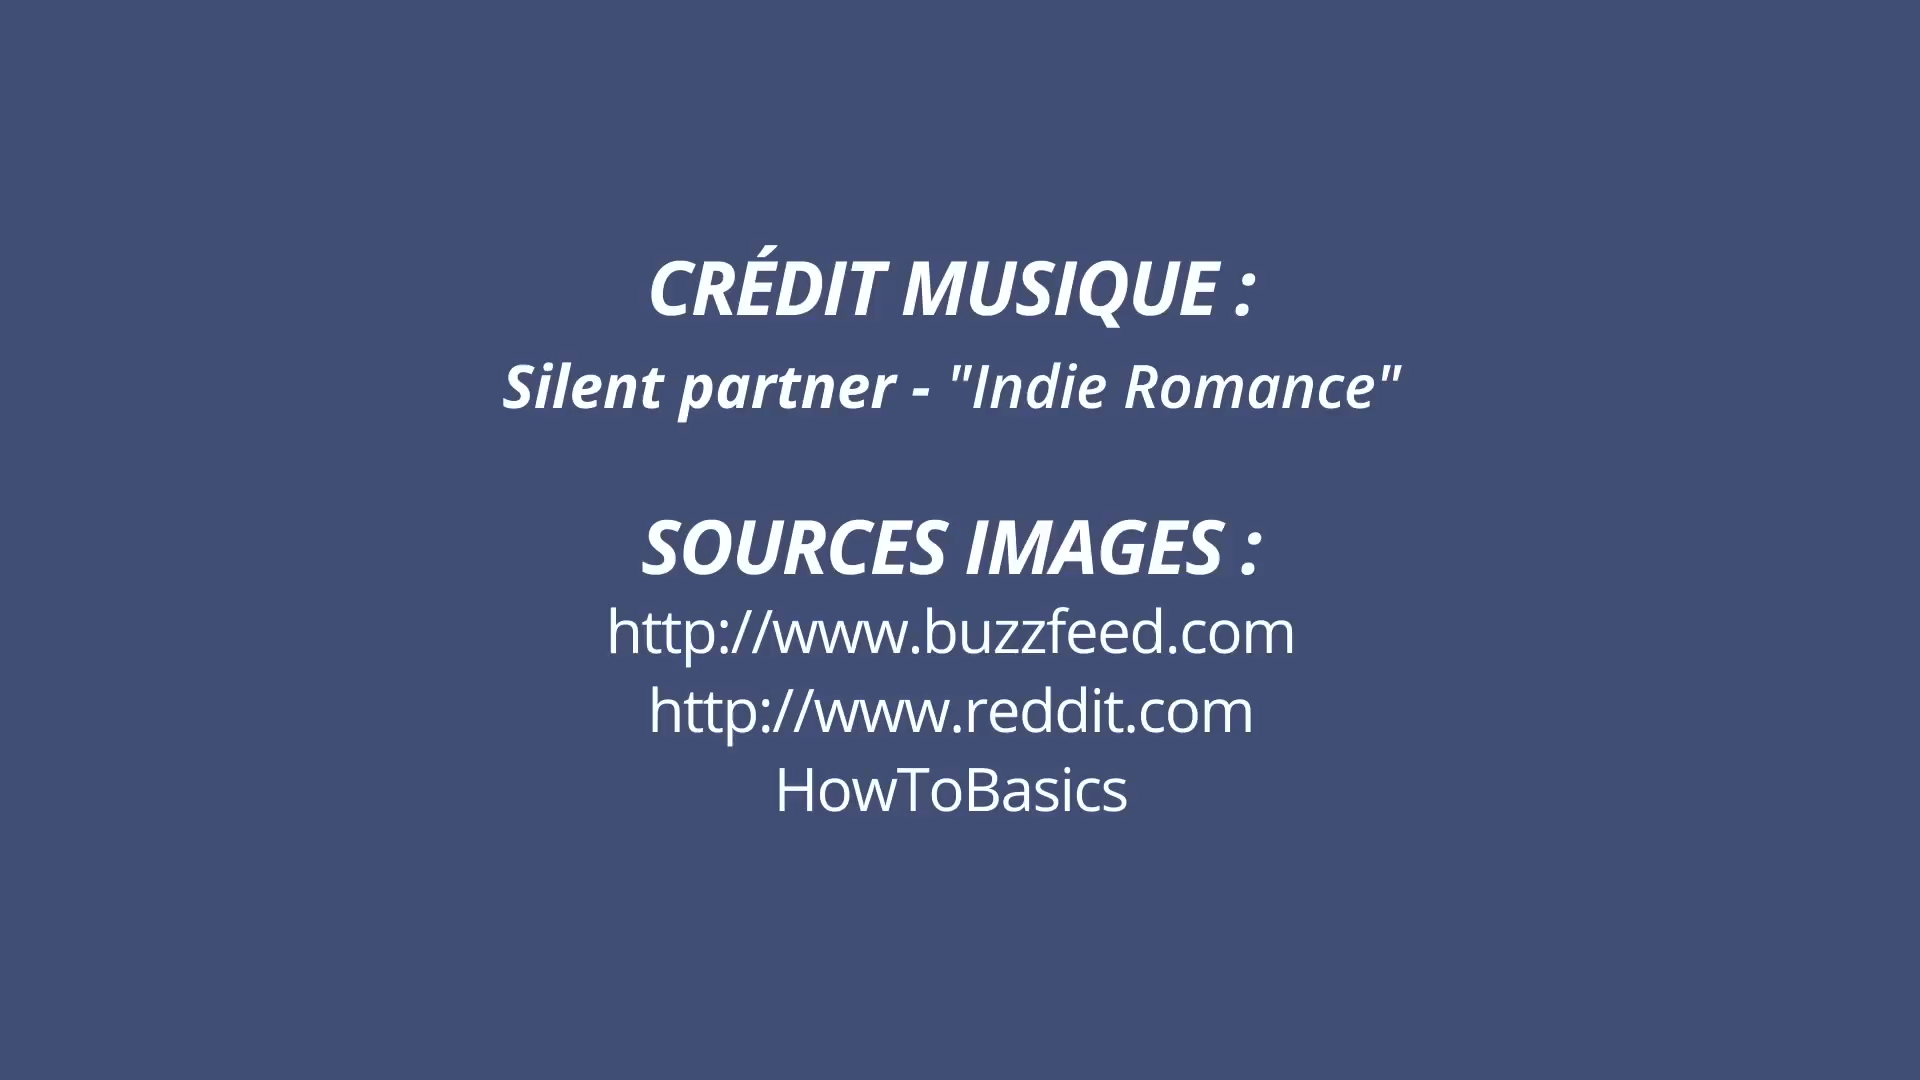 CRÉDIT MUSIQUE :
Silent partner - "Indie Romance"
SOURCES IMAGES :
http://www.buzzfeed.com
http://www.reddit.com
HowToBasics